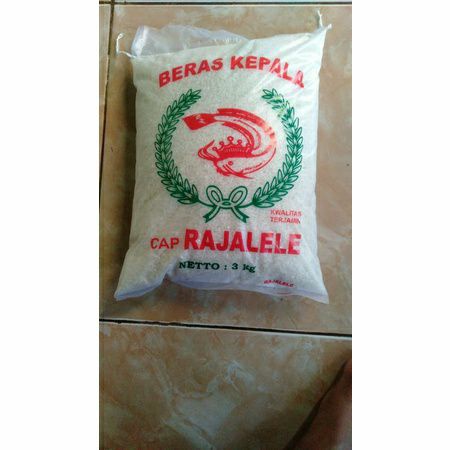 BERAS KEPALA
KWALITAS
TERJAMIN
CAP RAJALELE
NETTO : 3 kg
RAJALELE